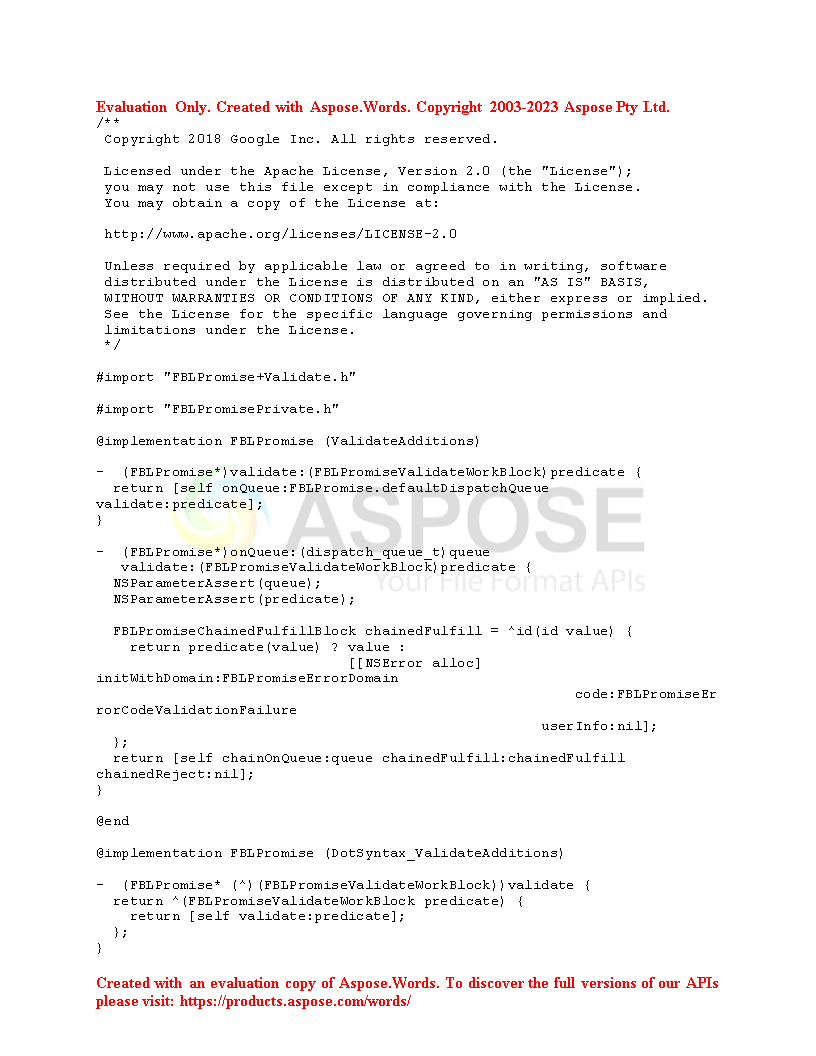 Evaluation Only. Created with Aspose.Words. Copyright 2003-2023 Aspose Pty Ltd.
/**
 Copyright 2018 Google Inc. All rights reserved.

 Licensed under the Apache License, Version 2.0 (the "License");
 you may not use this file except in compliance with the License.
 You may obtain a copy of the License at:

 http://www.apache.org/licenses/LICENSE-2.0

 Unless required by applicable law or agreed to in writing, software
 distributed under the License is distributed on an "AS IS" BASIS,
 WITHOUT WARRANTIES OR CONDITIONS OF ANY KIND, either express or implied.
 See the License for the specific language governing permissions and
 limitations under the License.
 */

#import "FBLPromise+Validate.h"

#import "FBLPromisePrivate.h"

@implementation FBLPromise (ValidateAdditions)

-  (FBLPromise*)validate:(FBLPromiseValidateWorkBlock)predicate {
  return [self onQueue:FBLPromise.defaultDispatchQueue
validate:predicate];
}
ASPOSE
Your File Format APIs

-  (FBLPromise*)onQueue:(dispatch_queue_t)queue
   validate:(FBLPromiseValidateWorkBlock)predicate {
  NSParameterAssert(queue);
  NSParameterAssert(predicate);

  FBLPromiseChainedFulfillBlock chainedFulfill = ^id(id value) {
    return predicate(value) ? value :
                              [[NSError alloc]
initWithDomain:FBLPromiseErrorDomain
                                                         code:FBLPromiseEr
rorCodeValidationFailure
                                                     userInfo:nil];
  };
  return [self chainOnQueue:queue chainedFulfill:chainedFulfill
chainedReject:nil];
}

@end

@implementation FBLPromise (DotSyntax_ValidateAdditions)

-  (FBLPromise* (^)(FBLPromiseValidateWorkBlock))validate {
  return ^(FBLPromiseValidateWorkBlock predicate) {
    return [self validate:predicate];
  };
}

Created with an evaluation copy of Aspose.Words. To discover the full versions of our APIs
please visit: https://products.aspose.com/words/